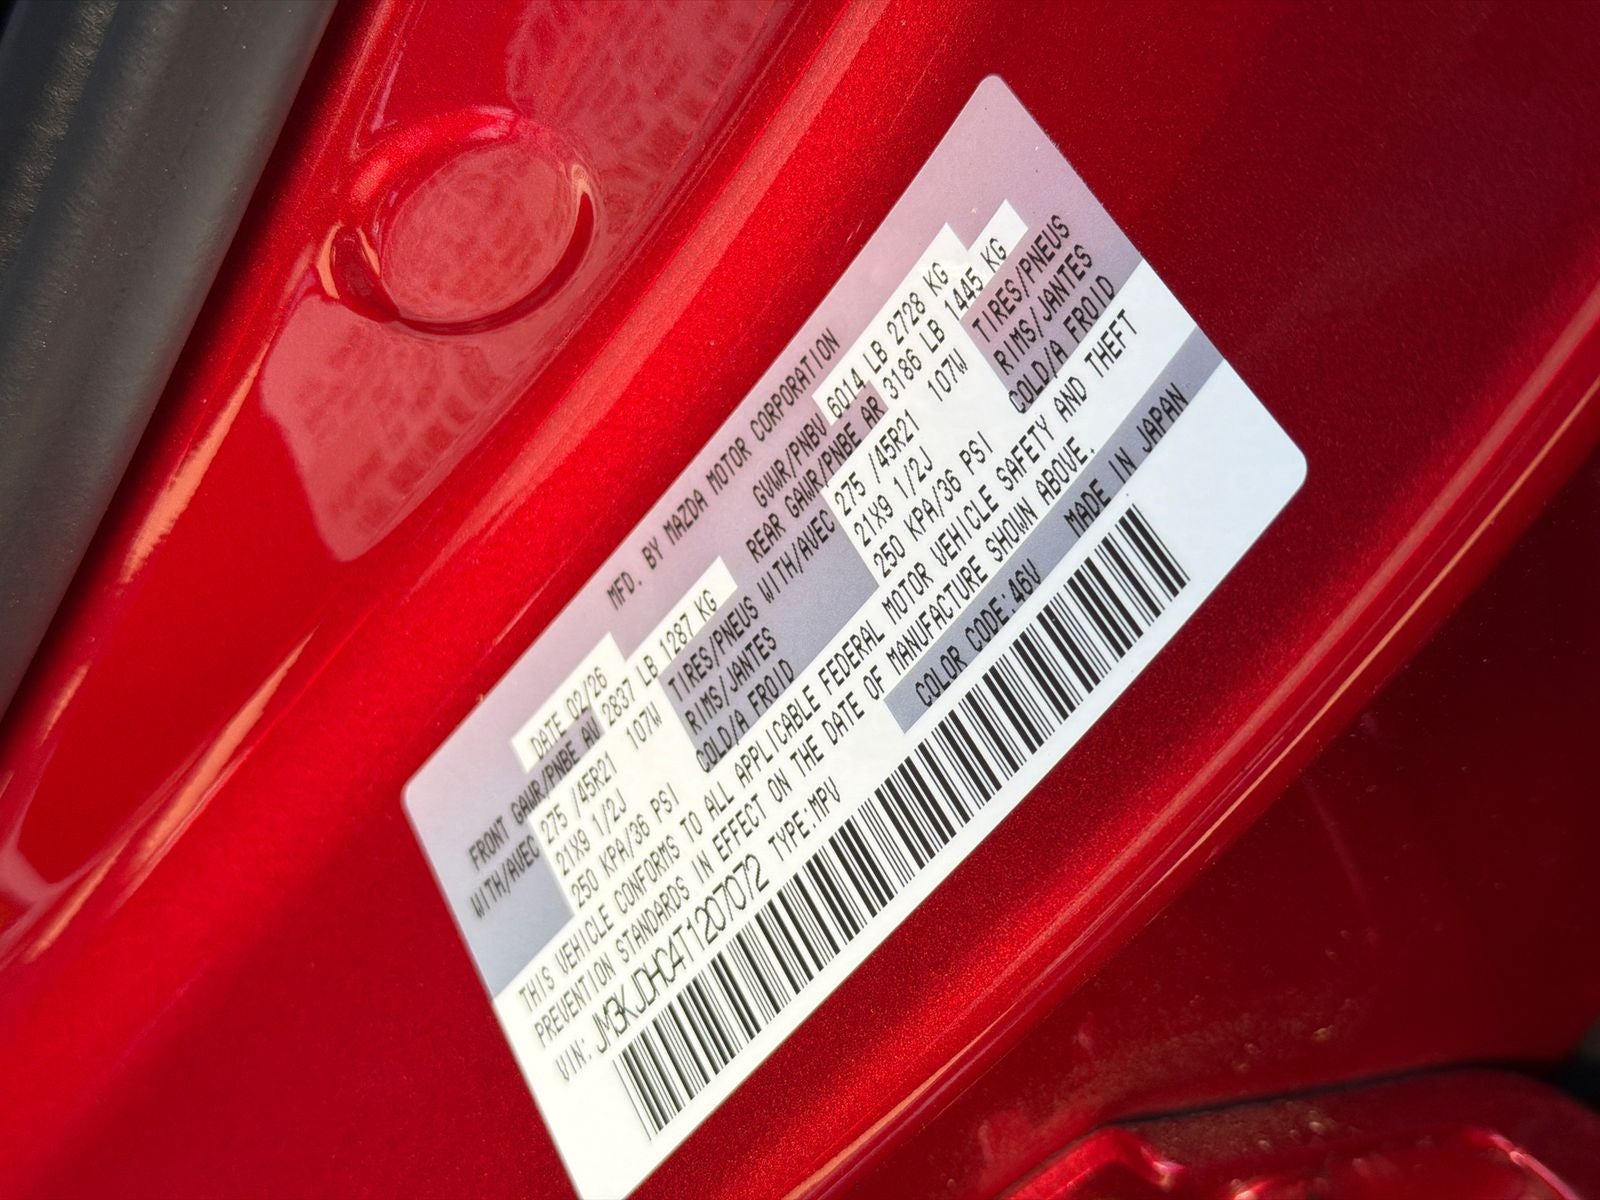 MFD. BY MAZDA MOTOR CORPORATION
DATE 02/26 GVWR/PNBV 6014 LB 2728 KG
FRONT GAWR/PNBE AV 2837 LB 1287 KG REAR GAWR/PNBE AR 3186 LB 1445 KG
WITH/AVEC 275 /45R21 107W TIRES/PNEUS WITH/AVEC 275 /45R21 107W TIRES/PNEUS
21X9 1/2J RIMS/JANTES 21X9 1/2J RIMS/JANTES
250 KPA/36 PSI COLD/A FROID 250 KPA/36 PSI COLD/A FROID
THIS VEHICLE CONFORMS TO ALL APPLICABLE FEDERAL MOTOR VEHICLE SAFETY AND THEFT
PREVENTION STANDARDS IN EFFECT ON THE DATE OF MANUFACTURE SHOWN ABOVE.
VIN: JM3KJDHC4T1207072 TYPE:MPV COLOR CODE:46V MADE IN JAPAN